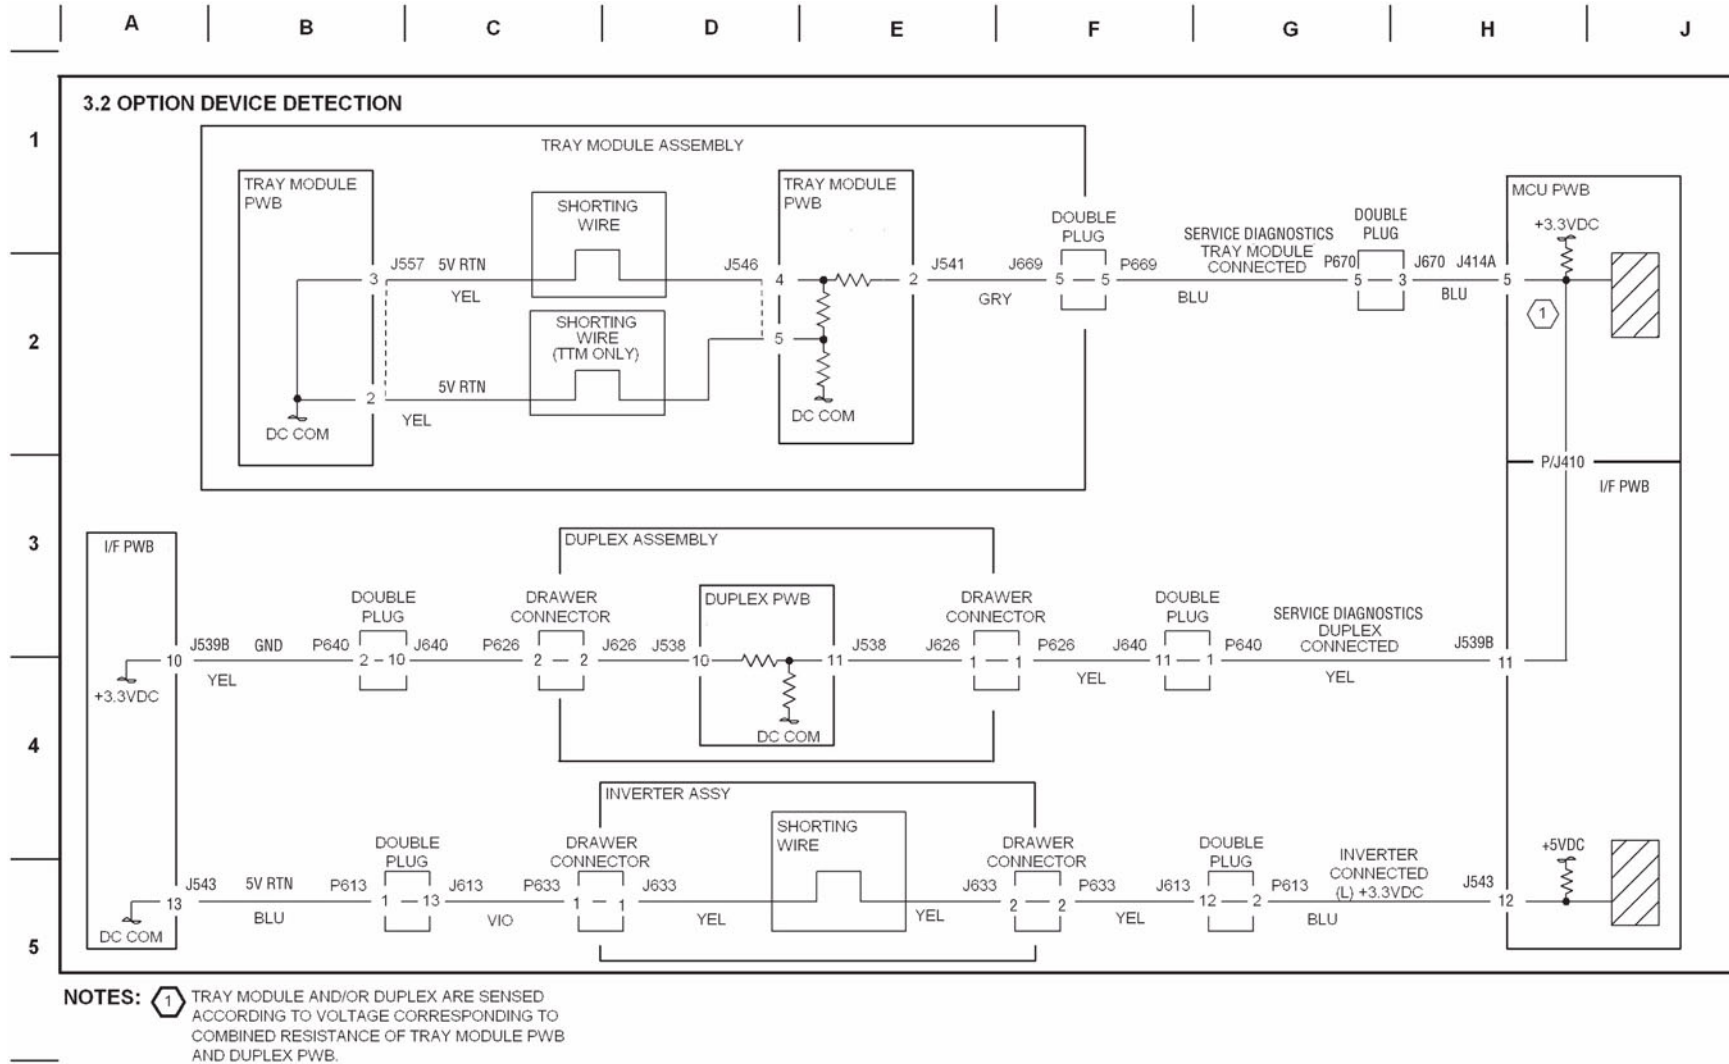 A B C D E F G H J
1
2
3
4
5
3.2 OPTION DEVICE DETECTION
TRAY MODULE ASSEMBLY
TRAY MODULE
PWB
SHORTING
WIRE
TRAY MODULE
PWB
DOUBLE
PLUG
SERVICE DIAGNOSTICS
TRAY MODULE
CONNECTED
DOUBLE
PLUG
MCU PWB
+3.3VDC
3 J557 5V RTN J546 4 2 J541 J669 5 5 P669 P670 5 3 J670 J414A 5
YEL GRY BLU BLU
1
SHORTING
WIRE
(TTM ONLY)
5
2 5V RTN
YEL
DC COM
DC COM
P/J410
I/F PWB
I/F PWB
DUPLEX ASSEMBLY
DOUBLE
PLUG
DRAWER
CONNECTOR
DUPLEX PWB
DRAWER
CONNECTOR
DOUBLE
PLUG
SERVICE DIAGNOSTICS
DUPLEX
CONNECTED
10 J539B GND P640 2 10 J640 P626 2 2 J626 J538 10 11 J538 J626 1 1 P626 J640 11 1 P640 J539B 11
YEL YEL YEL
+3.3VDC
DC COM
INVERTER ASSY
SHORTING
WIRE
DOUBLE
PLUG
DRAWER
CONNECTOR
DRAWER
CONNECTOR
DOUBLE
PLUG
INVERTER
CONNECTED
(L) +3.3VDC
+5VDC
13 J543 5V RTN P613 1 13 J613 P633 1 1 J633 J633 2 2 P633 J613 12 2 P613 J543 12
BLU VIO YEL YEL YEL BLU
DC COM
NOTES: 1 TRAY MODULE AND/OR DUPLEX ARE SENSED
ACCORDING TO VOLTAGE CORRESPONDING TO
COMBINED RESISTANCE OF TRAY MODULE PWB
AND DUPLEX PWB.